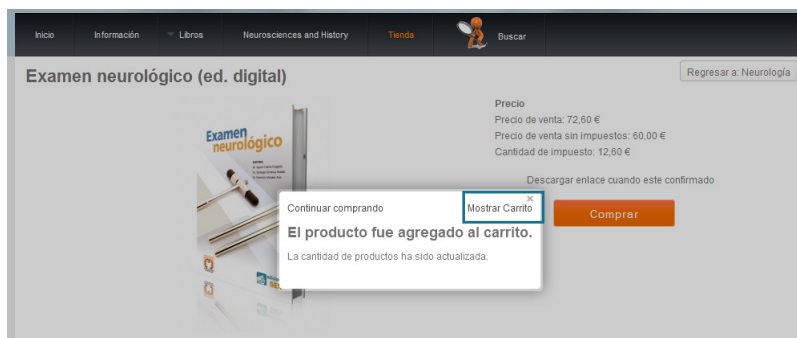 Inicio
Información
Libros
Neurosciences and History
Tienda
Buscar
Examen neurológico (ed. digital)
Regresar a: Neurología
Examen
neurológico
Precio
Precio de venta: 72,60 €
Precio de venta sin impuestos: 60,00 €
Cantidad de impuesto: 12,60 €
Descargar enlace cuando este confirmado
Comprar
Continuar comprando
Mostrar Carrito
×
El producto fue agregado al carrito.
La cantidad de productos ha sido actualizada.